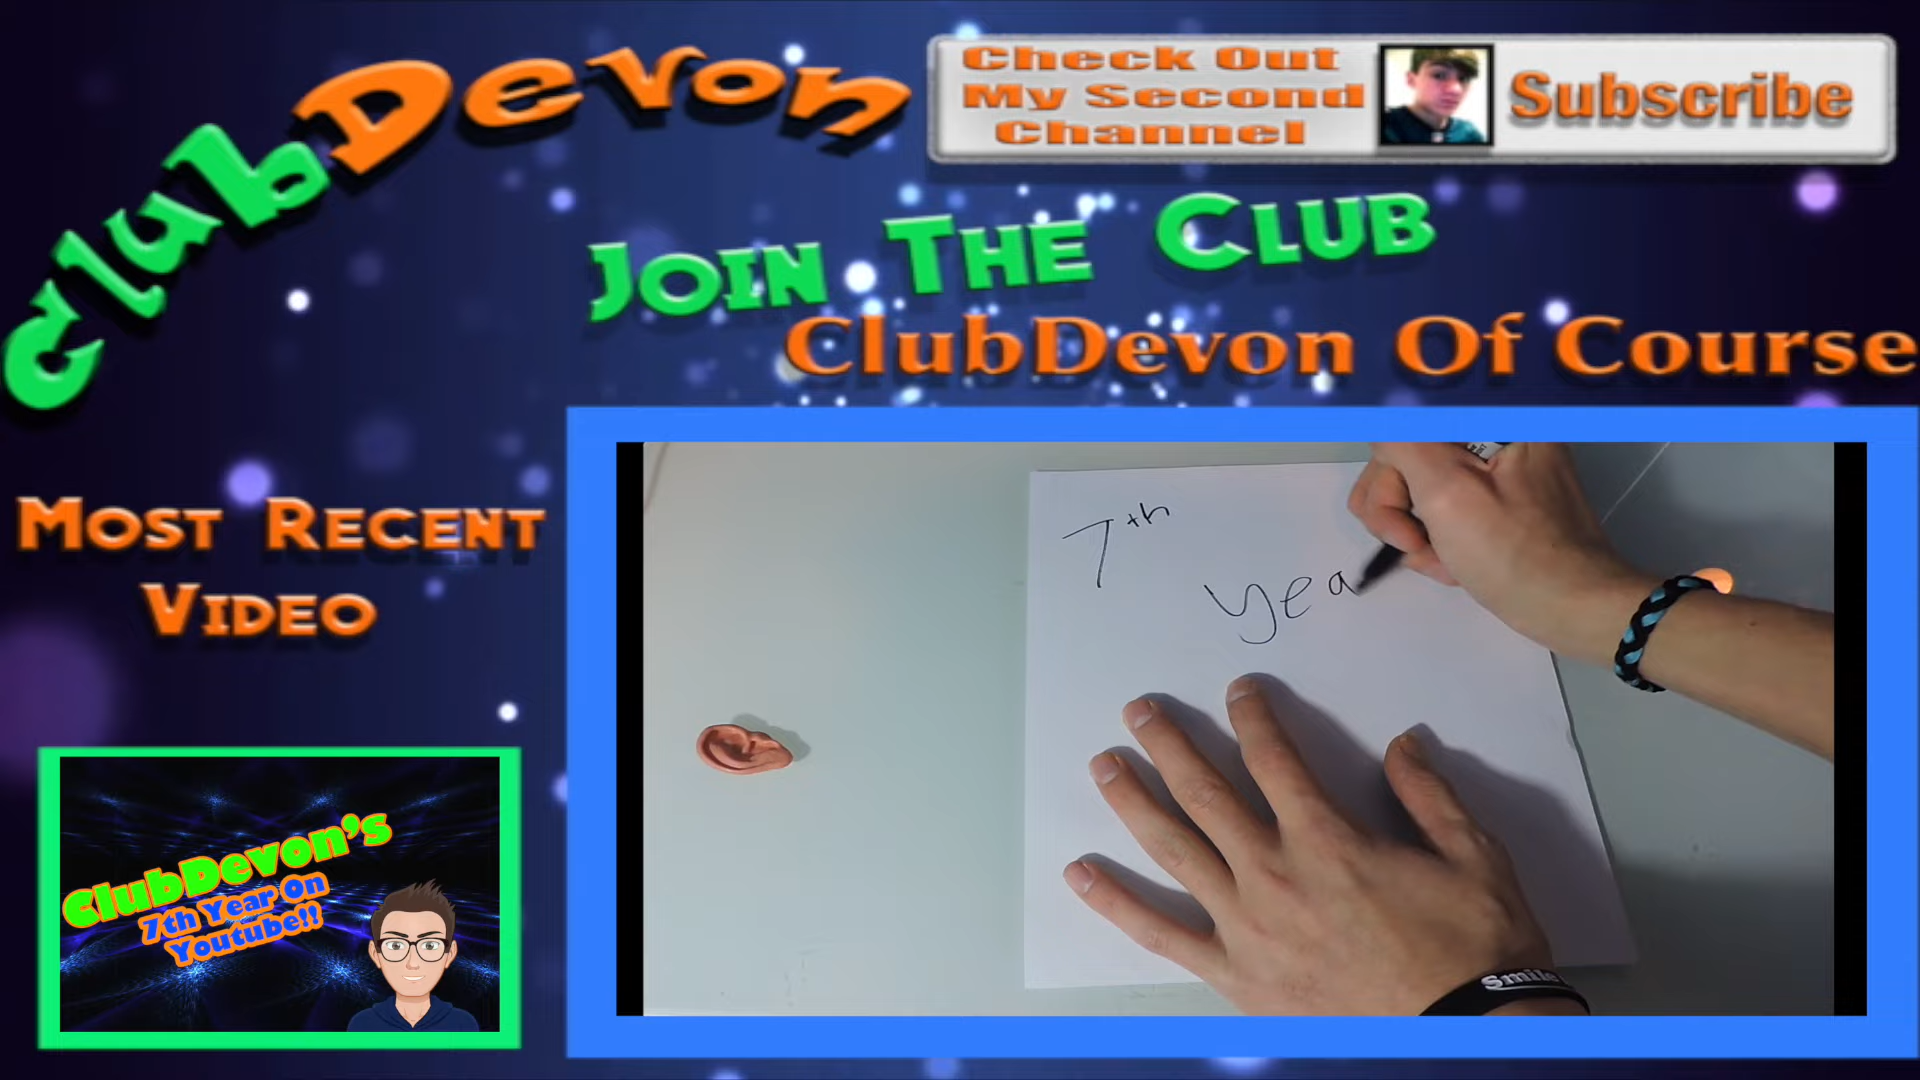 ClubDevon
Check Out
My Second
Channel
Subscribe
Join The Club
ClubDevon Of Course
Most Recent
Video
7th
yea
Smile
ClubDevon's
7th Year On
Youtube!!